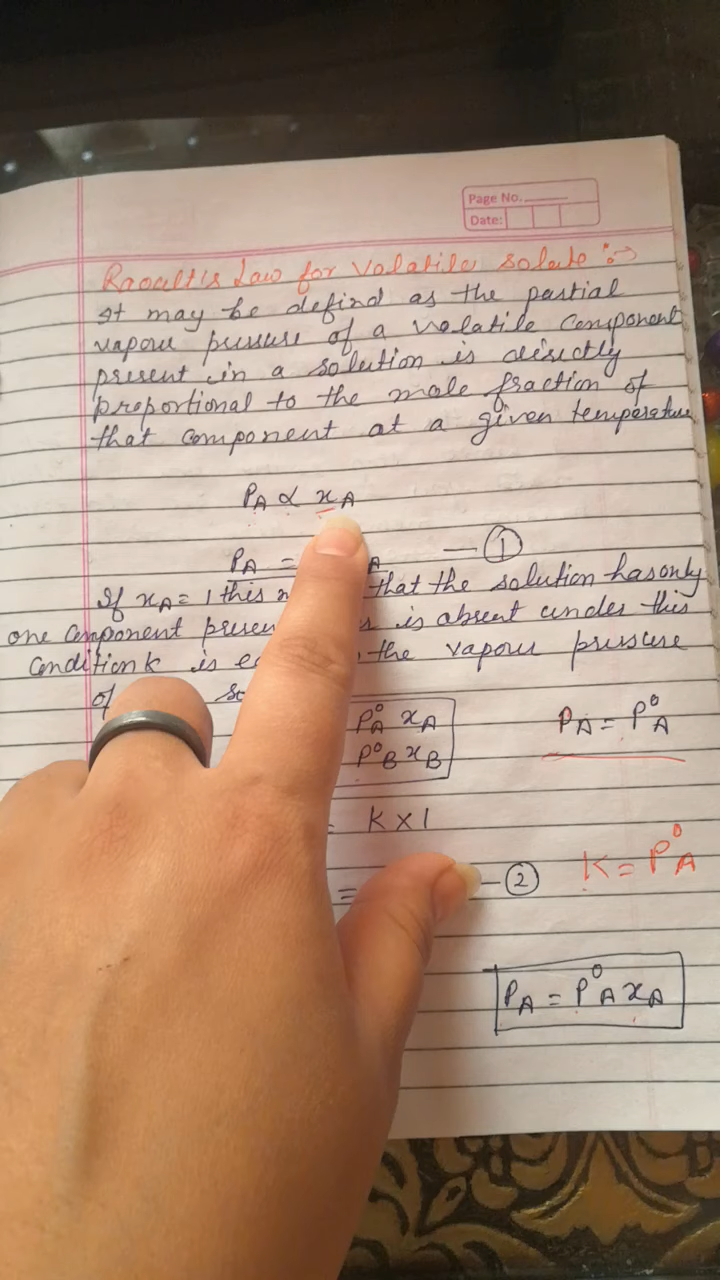 Page No.
Date:
Raoult's Law for Volatile solute :->
It may be defind as the partial
vapour pressure of a volatile component
present in a solution is directly
proportional to the mole fraction of
that component at a given temperature
PA ∝ xA
PA = A —①
If xA = 1 this that the solution has only
one component is absent under this
condition k is the vapour pressure
of
P°A xA PA = P°A
P°B xB
= K x 1
K = P°A
= —②
PA = P°A xA